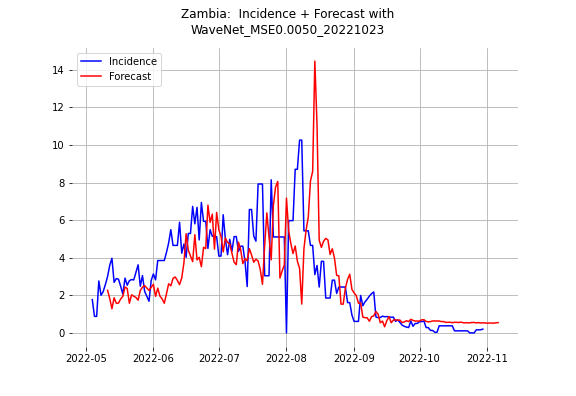 Zambia:  Incidence + Forecast with
WaveNet_MSE0.0050_20221023
Incidence
Forecast
14
12
10
8
6
4
2
0
2022-05 2022-06 2022-07 2022-08 2022-09 2022-10 2022-11